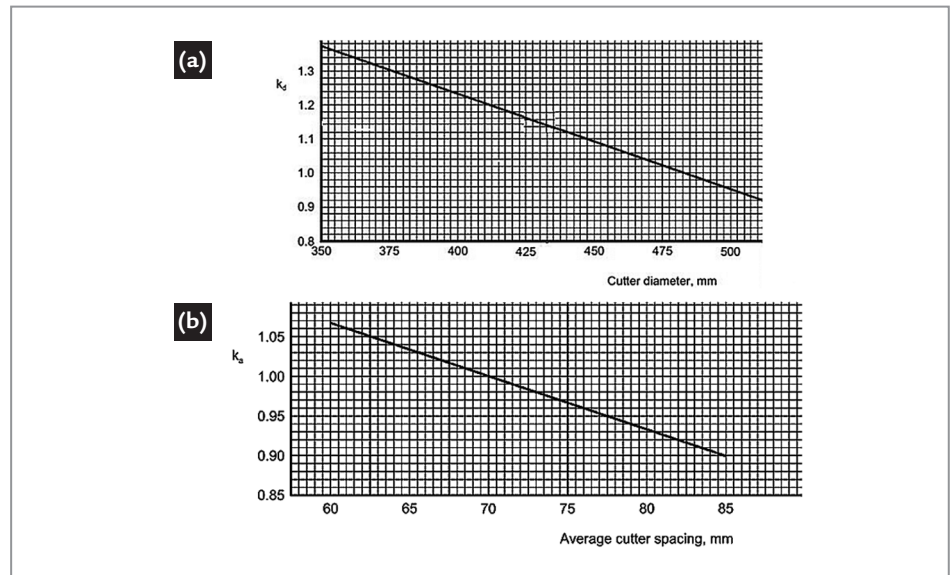 (a)
k_d
1.3
1.2
1.1
1.0
0.9
0.8
350 375 400 425 450 475 500
Cutter diameter, mm
(b)
k_a
1.05
1.00
0.95
0.90
0.85
60 65 70 75 80 85
Average cutter spacing, mm